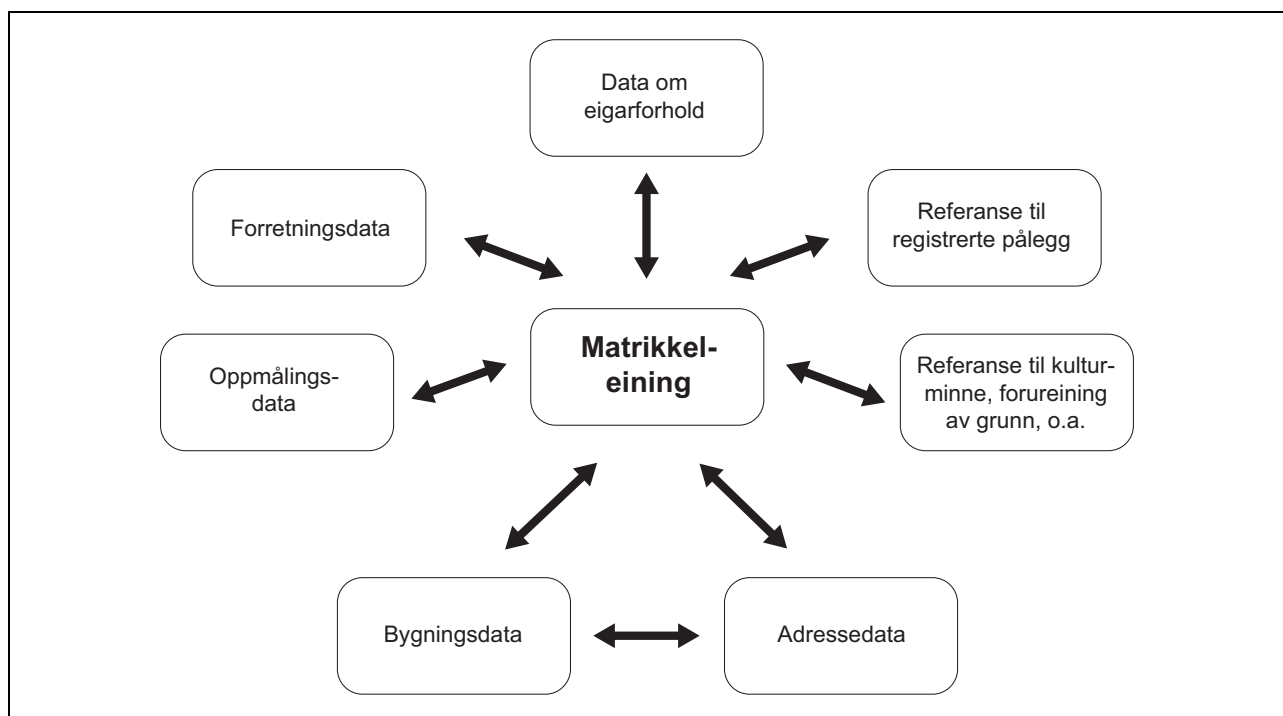 Data om
eigarforhold
Forretningsdata
Referanse til
registrerte pålegg
Matrikkel-
eining
Oppmålings-
data
Referanse til kultur-
minne, forureining
av grunn, o.a.
Bygningsdata
Adressedata